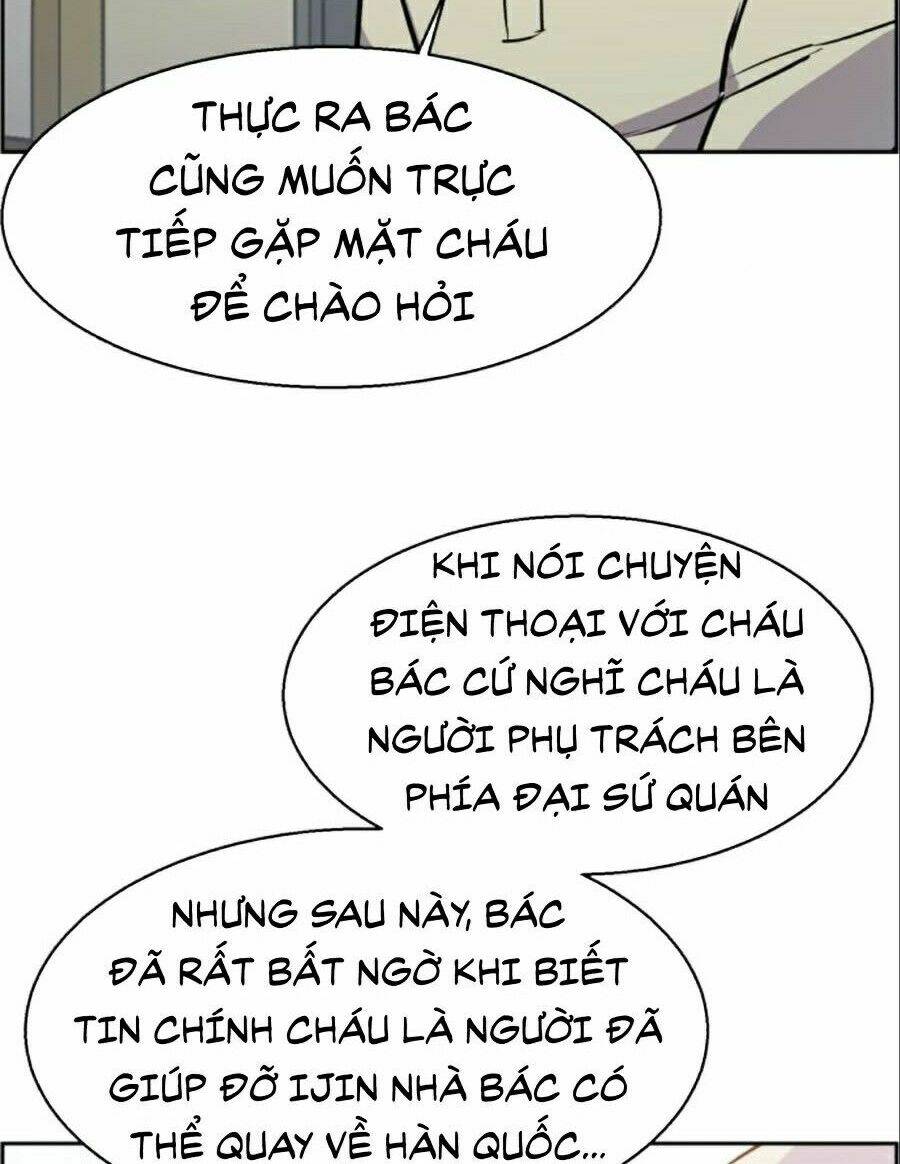 THỰC RA BÁC
CŨNG MUỐN TRỰC
TIẾP GẶP MẶT CHÁU
ĐỂ CHÀO HỎI
KHI NÓI CHUYỆN
ĐIỆN THOẠI VỚI CHÁU
BÁC CỨ NGHĨ CHÁU LÀ
NGƯỜI PHỤ TRÁCH BÊN
PHÍA ĐẠI SỨ QUÁN
NHƯNG SAU NÀY, BÁC
ĐÃ RẤT BẤT NGỜ KHI BIẾT
TIN CHÍNH CHÁU LÀ NGƯỜI ĐÃ
GIÚP ĐỠ IJIN NHÀ BÁC CÓ
THỂ QUAY VỀ HÀN QUỐC...